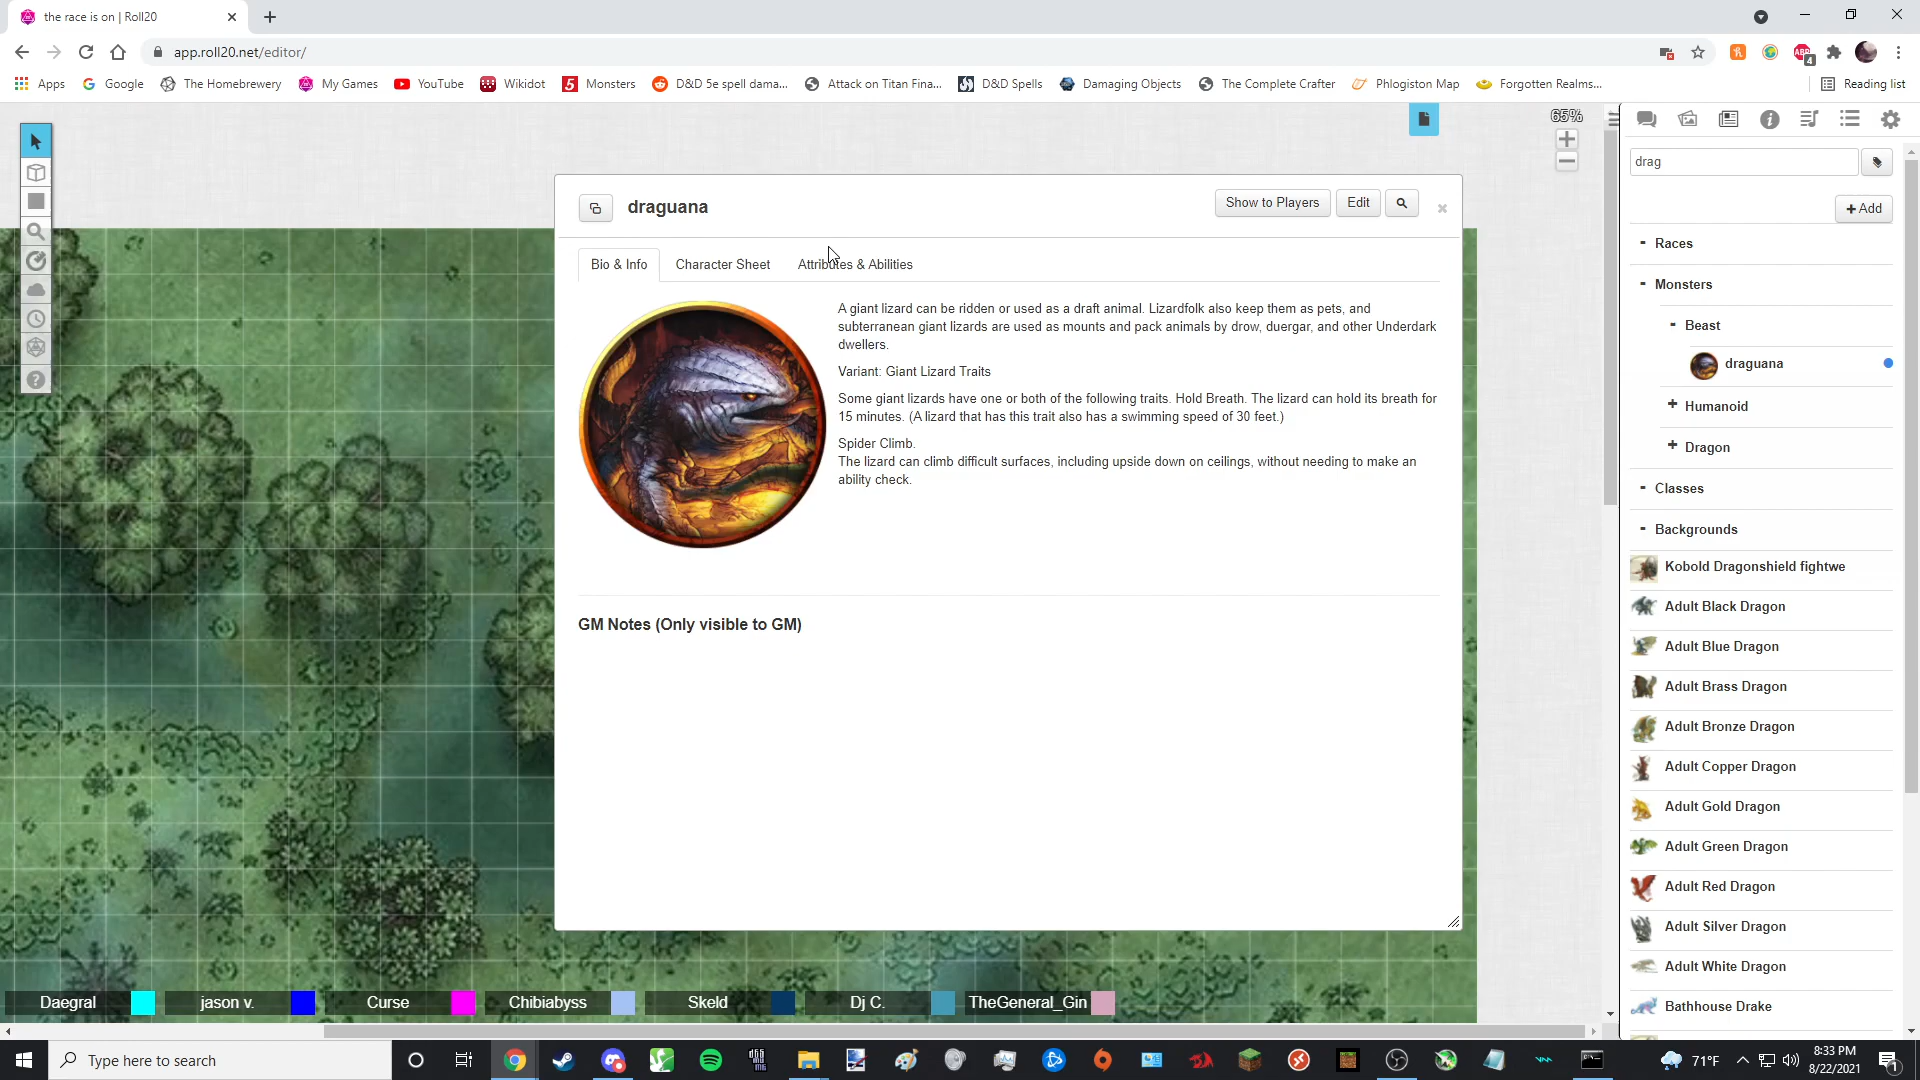 the race is on | Roll20
app.roll20.net/editor/
Apps Google The Homebrewery My Games YouTube Wikidot Monsters D&D 5e spell dama... Attack on Titan Fina... D&D Spells Damaging Objects The Complete Crafter Phlogiston Map Forgotten Realms... Reading list
65%
drag
+ Add
draguana
Show to Players Edit
Bio & Info Character Sheet Attributes & Abilities
A giant lizard can be ridden or used as a draft animal. Lizardfolk also keep them as pets, and
subterranean giant lizards are used as mounts and pack animals by drow, duergar, and other Underdark
dwellers.
Variant: Giant Lizard Traits
Some giant lizards have one or both of the following traits. Hold Breath. The lizard can hold its breath for
15 minutes. (A lizard that has this trait also has a swimming speed of 30 feet.)
Spider Climb.
The lizard can climb difficult surfaces, including upside down on ceilings, without needing to make an
ability check.
GM Notes (Only visible to GM)
- Races
- Monsters
- Beast
draguana
+ Humanoid
+ Dragon
- Classes
- Backgrounds
Kobold Dragonshield fightwe
Adult Black Dragon
Adult Blue Dragon
Adult Brass Dragon
Adult Bronze Dragon
Adult Copper Dragon
Adult Gold Dragon
Adult Green Dragon
Adult Red Dragon
Adult Silver Dragon
Adult White Dragon
Bathhouse Drake
Daegral jason v. Curse Chibiabyss Skeld Dj C. TheGeneral_Gin
Type here to search
71°F
8:33 PM
8/22/2021